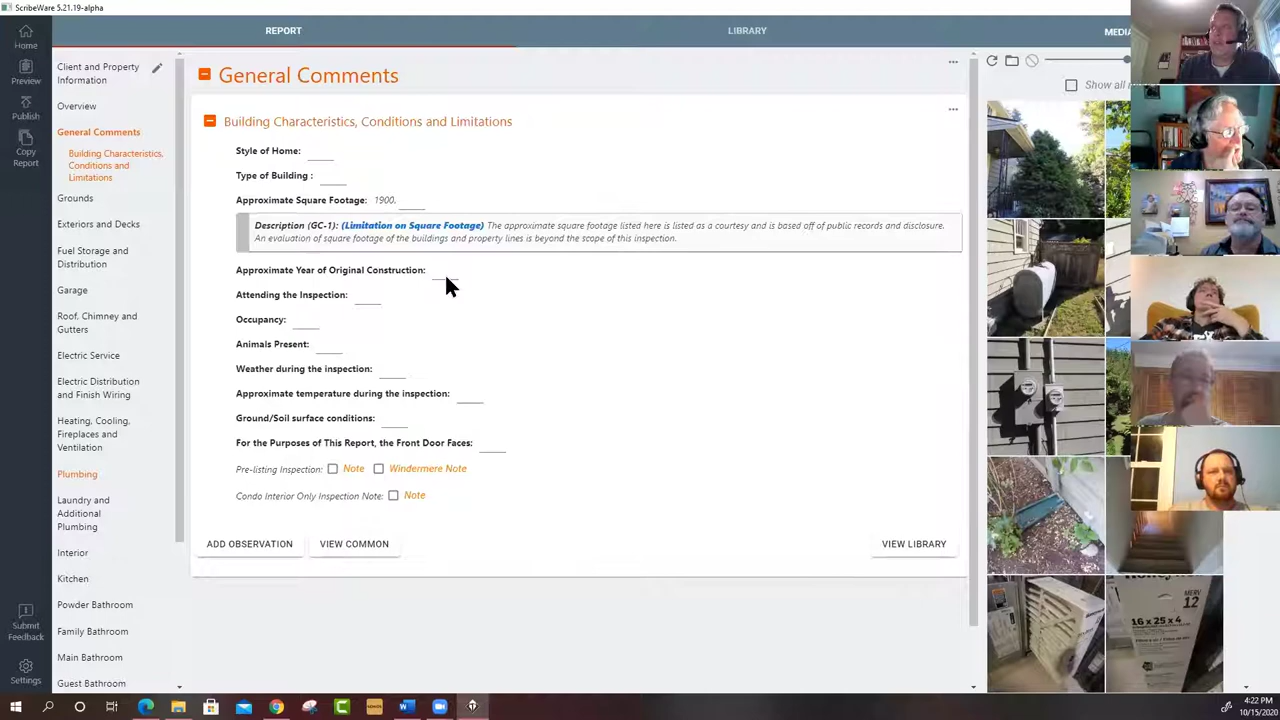 ScribeWare 5.21.19-alpha
REPORT
LIBRARY
MEDIA
Home
Preview
Publish
Copy
Report
Submit
Feedback
Settings
Client and Property
Information
Overview
General Comments
Building Characteristics,
Conditions and
Limitations
Grounds
Exteriors and Decks
Fuel Storage and
Distribution
Garage
Roof, Chimney and
Gutters
Electric Service
Electric Distribution
and Finish Wiring
Heating, Cooling,
Fireplaces and
Ventilation
Plumbing
Laundry and
Additional
Plumbing
Interior
Kitchen
Powder Bathroom
Family Bathroom
Main Bathroom
Guest Bathroom
General Comments
Building Characteristics, Conditions and Limitations
Style of Home:
Type of Building :
Approximate Square Footage: 1900,
Description (GC-1): (Limitation on Square Footage) The approximate square footage listed here is listed as a courtesy and is based off of public records and disclosure.
An evaluation of square footage of the buildings and property lines is beyond the scope of this inspection.
Approximate Year of Original Construction:
Attending the Inspection:
Occupancy:
Animals Present:
Weather during the inspection:
Approximate temperature during the inspection:
Ground/Soil surface conditions:
For the Purposes of This Report, the Front Door Faces:
Pre-listing Inspection: Note Windermere Note
Condo Interior Only Inspection Note: Note
ADD OBSERVATION
VIEW COMMON
VIEW LIBRARY
Show all
MERV
12
16 x 25 x 4
4:22 PM
10/15/2020